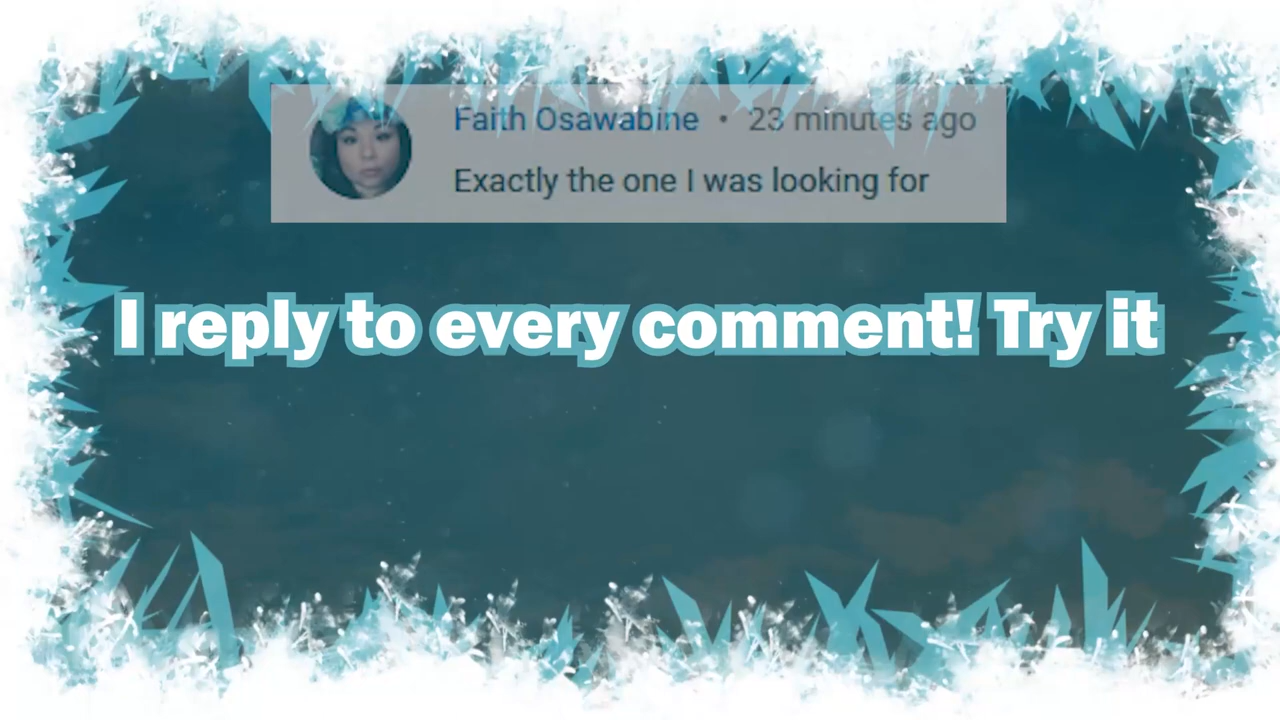 Faith Osawabine • 23 minutes ago
Exactly the one I was looking for
I reply to every comment! Try it